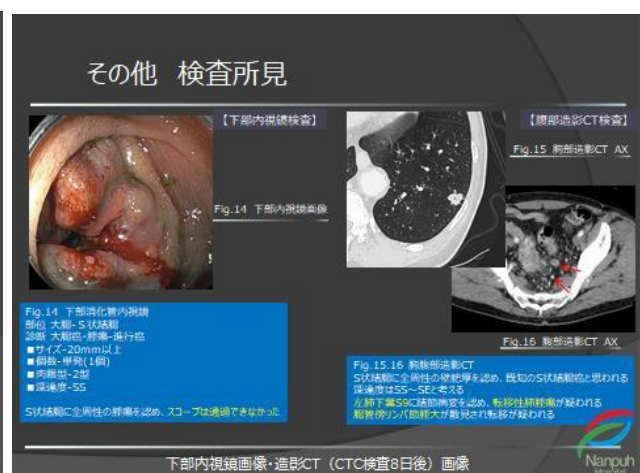 その他 検査所見
【下部内視鏡検査】
【腹部造影CT検査】
Fig.15 胸部造影CT AX
Fig.14 下部内視鏡画像
Fig.16 腹部造影CT AX
Fig.14 下部消化管内視鏡
部位 大腸-S状結腸
診断 大腸癌-腫瘍-進行癌
■サイズ-20mm以上
■個数-単発(1個)
■肉眼型-2型
■深達度-SS
S状結腸に全周性の腫瘍を認め、スコープは通過できなかった
Fig.15.16 胸腹部造影CT
S状結腸に全周性の壁肥厚を認め、既知のS状結腸癌と思われる
深達度はSS~SEと考える
左肺下葉S9に結節病変を認め、転移性肺腫瘍が疑われる
腸管傍リンパ節腫大が散見され転移が疑われる
下部内視鏡画像・造影CT(CTC検査8日後)画像
Nanpuh